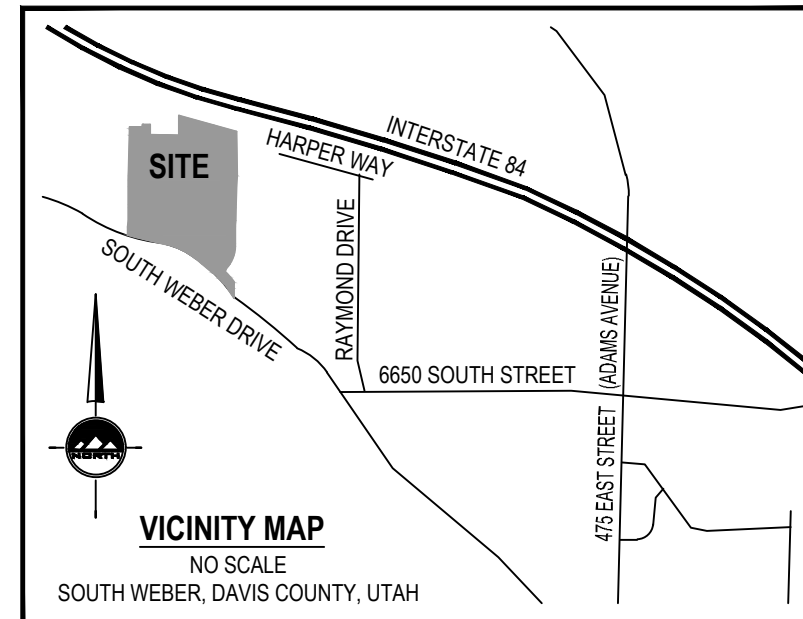 INTERSTATE 84
HARPER WAY
SITE
RAYMOND DRIVE
SOUTH WEBER DRIVE
(ADAMS AVENUE)
6650 SOUTH STREET
475 EAST STREET
NORTH
VICINITY MAP
NO SCALE
SOUTH WEBER, DAVIS COUNTY, UTAH